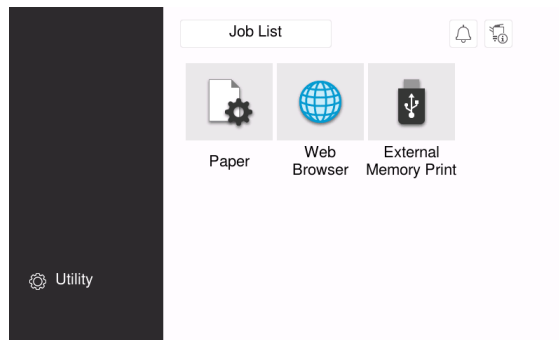 Job List
Paper
Web
Browser
External
Memory Print
Utility